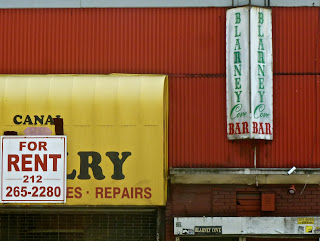 CANAL
LRY
ES • REPAIRS
FOR
RENT
212
265-2280
BLARNEY
Cove
BAR
BLARNEY
Cove
BAR
BLARNEY COVE